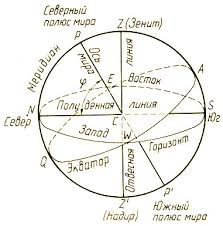 Северный
полюс мира
Z (Зенит)
P
Меридиан
Ось
мира
линия
A
φ
E
Восток
N
Полуденная
линия
S
Север
C
Юг
Запад
W
Горизонт
Q
Экватор
Отвесная
P'
Z'
(Надир)
Южный
полюс мира